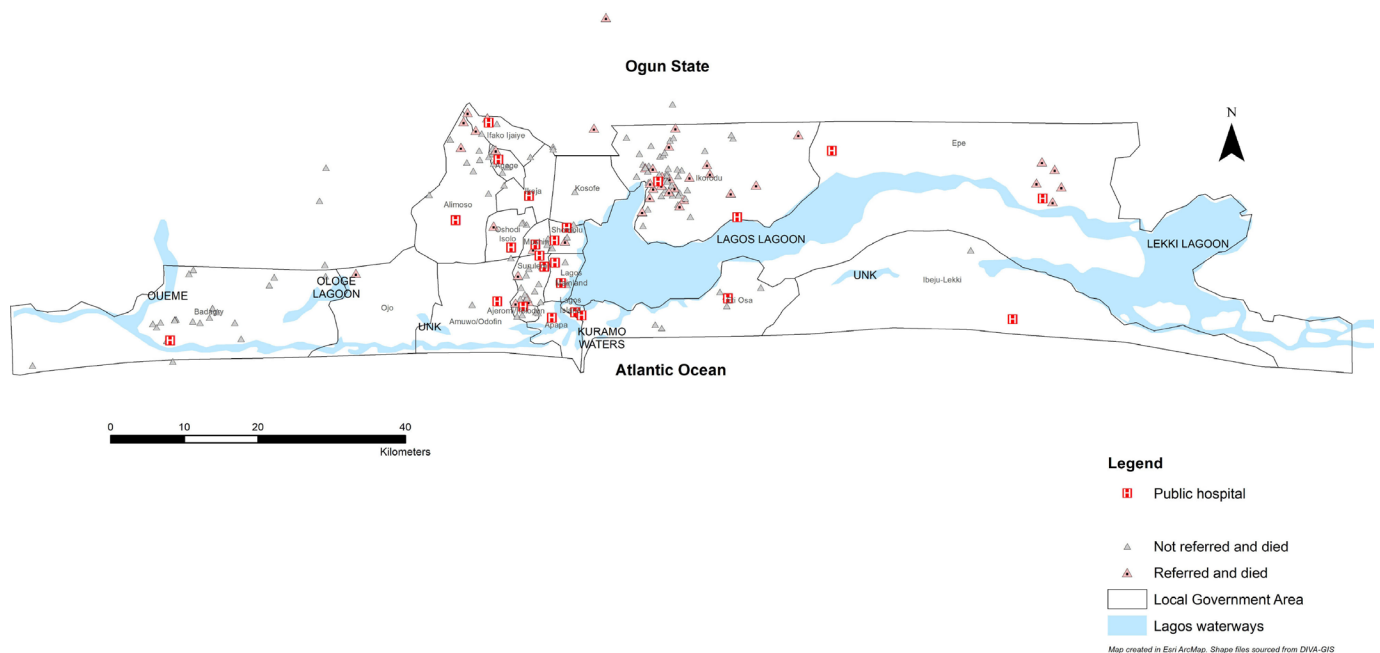 Ogun State
N
Ifako Ijaiye
Epe
Agege
Ikorodu
Ikeja
Kosofe
Alimoso
Oshodi
Isolo
Shomolu
LAGOS LAGOON
LEKKI LAGOON
Mushin
Surulere
Lagos
Mainland
UNK
Ibeju-Lekki
OLOGE
LAGOON
OUEME
Ojo
Badagry
UNK
Amuwo/Odofin
Apapa
Lagos
KURAMO
WATERS
Atlantic Ocean
0 10 20 40
Kilometers
Legend
H Public hospital
Not referred and died
Referred and died
Local Government Area
Lagos waterways
Map created in Esri ArcMap. Shape files sourced from DIVA-GIS